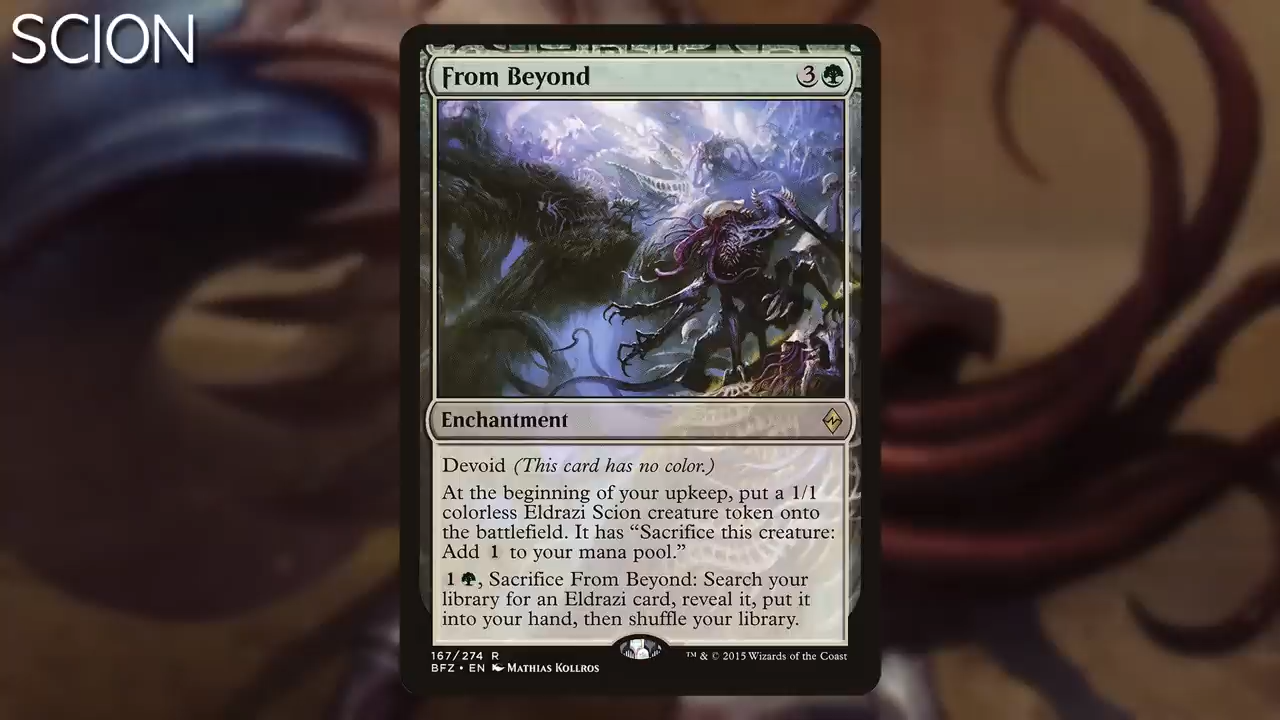 SCION
From Beyond 3
Enchantment
Devoid (This card has no color.)
At the beginning of your upkeep, put a 1/1
colorless Eldrazi Scion creature token onto
the battlefield. It has “Sacrifice this creature:
Add 1 to your mana pool.”
1 , Sacrifice From Beyond: Search your
library for an Eldrazi card, reveal it, put it
into your hand, then shuffle your library.
167/274 R
BFZ • EN Mathias Kollros
™ & © 2015 Wizards of the Coast